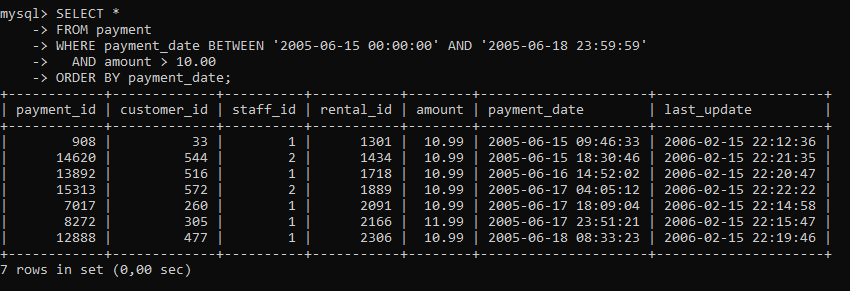 mysql> SELECT *
    -> FROM payment
    -> WHERE payment_date BETWEEN '2005-06-15 00:00:00' AND '2005-06-18 23:59:59'
    ->   AND amount > 10.00
    -> ORDER BY payment_date;
+------------+-------------+----------+-----------+--------+---------------------+---------------------+
| payment_id | customer_id | staff_id | rental_id | amount | payment_date        | last_update         |
+------------+-------------+----------+-----------+--------+---------------------+---------------------+
|        908 |          33 |        1 |      1301 |  10.99 | 2005-06-15 09:46:33 | 2006-02-15 22:12:36 |
|      14620 |         544 |        2 |      1434 |  10.99 | 2005-06-15 18:30:46 | 2006-02-15 22:21:35 |
|      13892 |         516 |        1 |      1718 |  10.99 | 2005-06-16 14:52:02 | 2006-02-15 22:20:47 |
|      15313 |         572 |        2 |      1889 |  10.99 | 2005-06-17 04:05:12 | 2006-02-15 22:22:22 |
|       7017 |         260 |        1 |      2091 |  10.99 | 2005-06-17 18:09:04 | 2006-02-15 22:14:58 |
|       8272 |         305 |        1 |      2166 |  11.99 | 2005-06-17 23:51:21 | 2006-02-15 22:15:47 |
|      12888 |         477 |        1 |      2306 |  10.99 | 2005-06-18 08:33:23 | 2006-02-15 22:19:46 |
+------------+-------------+----------+-----------+--------+---------------------+---------------------+
7 rows in set (0,00 sec)